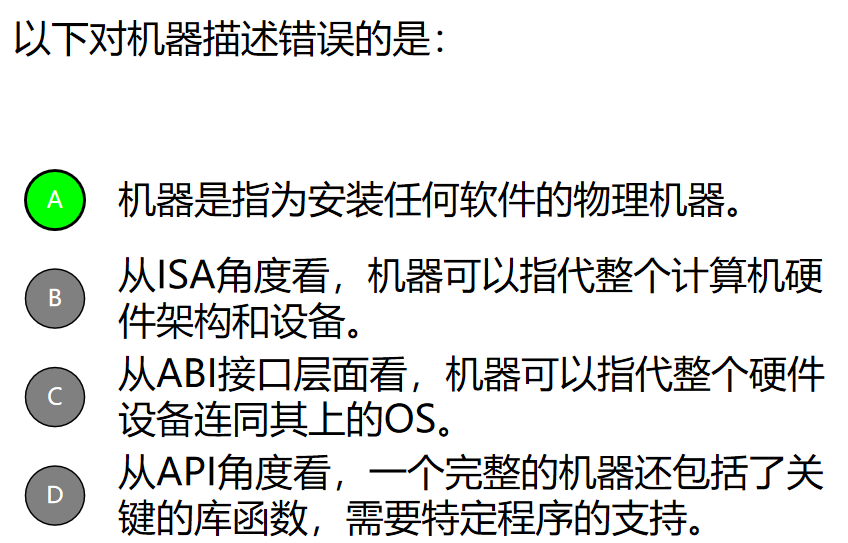 以下对机器描述错误的是：
A 机器是指为安装任何软件的物理机器。
B 从ISA角度看，机器可以指代整个计算机硬
件架构和设备。
C 从ABI接口层面看，机器可以指代整个硬件
设备连同其上的OS。
D 从API角度看，一个完整的机器还包括了关
键的库函数，需要特定程序的支持。